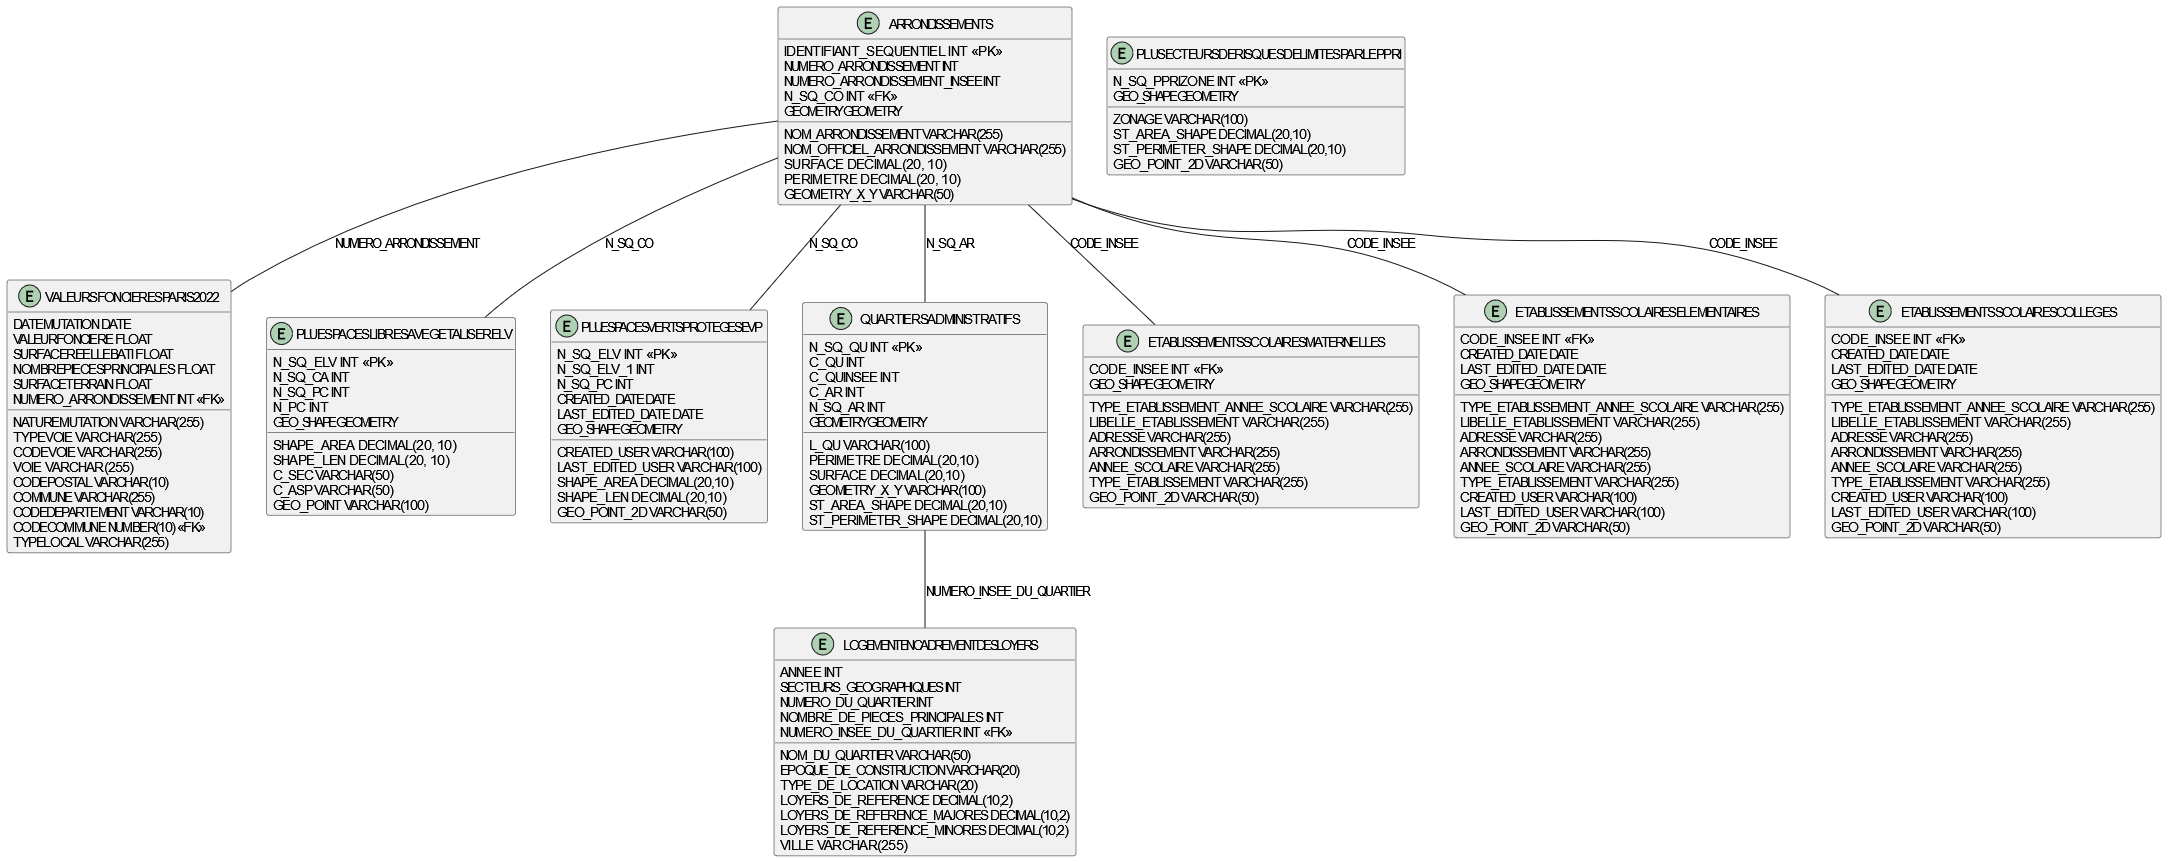 E ARRONDISSEMENTS
IDENTIFIANT_SEQUENTIEL INT «PK»
NUMERO_ARRONDISSEMENT INT
NUMERO_ARRONDISSEMENT_INSEE INT
N_SQ_CO INT «FK»
GEOMETRY GEOMETRY
NOM_ARRONDISSEMENT VARCHAR(255)
NOM_OFFICIEL_ARRONDISSEMENT VARCHAR(255)
SURFACE DECIMAL(20, 10)
PERIMETRE DECIMAL(20, 10)
GEOMETRY_X_Y VARCHAR(50)
E PLUSECTEURSDERISQUESDELIMITESPARLEPPRI
N_SQ_PPRIZONE INT «PK»
GEO_SHAPE GEOMETRY
ZONAGE VARCHAR(100)
ST_AREA_SHAPE DECIMAL(20,10)
ST_PERIMETER_SHAPE DECIMAL(20,10)
GEO_POINT_2D VARCHAR(50)
NUMERO_ARRONDISSEMENT
N_SQ_CO
N_SQ_CO
N_SQ_AR
CODE_INSEE
CODE_INSEE
CODE_INSEE
E VALEURSFONCIERESPARIS2022
DATEMUTATION DATE
VALEURFONCIERE FLOAT
SURFACEREELLEBATI FLOAT
NOMBREPIECESPRINCIPALES FLOAT
SURFACETERRAIN FLOAT
NUMERO_ARRONDISSEMENT INT «FK»
NATUREMUTATION VARCHAR(255)
TYPEVOIE VARCHAR(255)
CODEVOIE VARCHAR(255)
VOIE VARCHAR(255)
CODEPOSTAL VARCHAR(10)
COMMUNE VARCHAR(255)
CODEDEPARTEMENT VARCHAR(10)
CODECOMMUNE NUMBER(10) «FK»
TYPELOCAL VARCHAR(255)
E PLUESPACESLIBRESAVEGETALISERELV
N_SQ_ELV INT «PK»
N_SQ_CA INT
N_SQ_PC INT
N_PC INT
GEO_SHAPE GEOMETRY
SHAPE_AREA DECIMAL(20, 10)
SHAPE_LEN DECIMAL(20, 10)
C_SEC VARCHAR(50)
C_ASP VARCHAR(50)
GEO_POINT VARCHAR(100)
E PLUESPACESVERTSPROTEGESEVP
N_SQ_ELV INT «PK»
N_SQ_ELV_1 INT
N_SQ_PC INT
CREATED_DATE DATE
LAST_EDITED_DATE DATE
GEO_SHAPE GEOMETRY
CREATED_USER VARCHAR(100)
LAST_EDITED_USER VARCHAR(100)
SHAPE_AREA DECIMAL(20,10)
SHAPE_LEN DECIMAL(20,10)
GEO_POINT_2D VARCHAR(50)
E QUARTIERSADMINISTRATIFS
N_SQ_QU INT «PK»
C_QU INT
C_QUINSEE INT
C_AR INT
N_SQ_AR INT
GEOMETRY GEOMETRY
L_QU VARCHAR(100)
PERIMETRE DECIMAL(20,10)
SURFACE DECIMAL(20,10)
GEOMETRY_X_Y VARCHAR(100)
ST_AREA_SHAPE DECIMAL(20,10)
ST_PERIMETER_SHAPE DECIMAL(20,10)
E ETABLISSEMENTSSCOLAIRESMATERNELLES
CODE_INSEE INT «FK»
GEO_SHAPE GEOMETRY
TYPE_ETABLISSEMENT_ANNEE_SCOLAIRE VARCHAR(255)
LIBELLE_ETABLISSEMENT VARCHAR(255)
ADRESSE VARCHAR(255)
ARRONDISSEMENT VARCHAR(255)
ANNEE_SCOLAIRE VARCHAR(255)
TYPE_ETABLISSEMENT VARCHAR(255)
GEO_POINT_2D VARCHAR(50)
E ETABLISSEMENTSSCOLAIRESELEMENTAIRES
CODE_INSEE INT «FK»
CREATED_DATE DATE
LAST_EDITED_DATE DATE
GEO_SHAPE GEOMETRY
TYPE_ETABLISSEMENT_ANNEE_SCOLAIRE VARCHAR(255)
LIBELLE_ETABLISSEMENT VARCHAR(255)
ADRESSE VARCHAR(255)
ARRONDISSEMENT VARCHAR(255)
ANNEE_SCOLAIRE VARCHAR(255)
TYPE_ETABLISSEMENT VARCHAR(255)
CREATED_USER VARCHAR(100)
LAST_EDITED_USER VARCHAR(100)
GEO_POINT_2D VARCHAR(50)
E ETABLISSEMENTSSCOLAIRESCOLLEGES
CODE_INSEE INT «FK»
CREATED_DATE DATE
LAST_EDITED_DATE DATE
GEO_SHAPE GEOMETRY
TYPE_ETABLISSEMENT_ANNEE_SCOLAIRE VARCHAR(255)
LIBELLE_ETABLISSEMENT VARCHAR(255)
ADRESSE VARCHAR(255)
ARRONDISSEMENT VARCHAR(255)
ANNEE_SCOLAIRE VARCHAR(255)
TYPE_ETABLISSEMENT VARCHAR(255)
CREATED_USER VARCHAR(100)
LAST_EDITED_USER VARCHAR(100)
GEO_POINT_2D VARCHAR(50)
NUMERO_INSEE_DU_QUARTIER
E LOGEMENTENCADREMENTDESLOYERS
ANNEE INT
SECTEURS_GEOGRAPHIQUES INT
NUMERO_DU_QUARTIER INT
NOMBRE_DE_PIECES_PRINCIPALES INT
NUMERO_INSEE_DU_QUARTIER INT «FK»
NOM_DU_QUARTIER VARCHAR(50)
EPOQUE_DE_CONSTRUCTION VARCHAR(20)
TYPE_DE_LOCATION VARCHAR(20)
LOYERS_DE_REFERENCE DECIMAL(10,2)
LOYERS_DE_REFERENCE_MAJORES DECIMAL(10,2)
LOYERS_DE_REFERENCE_MINORES DECIMAL(10,2)
VILLE VARCHAR(255)